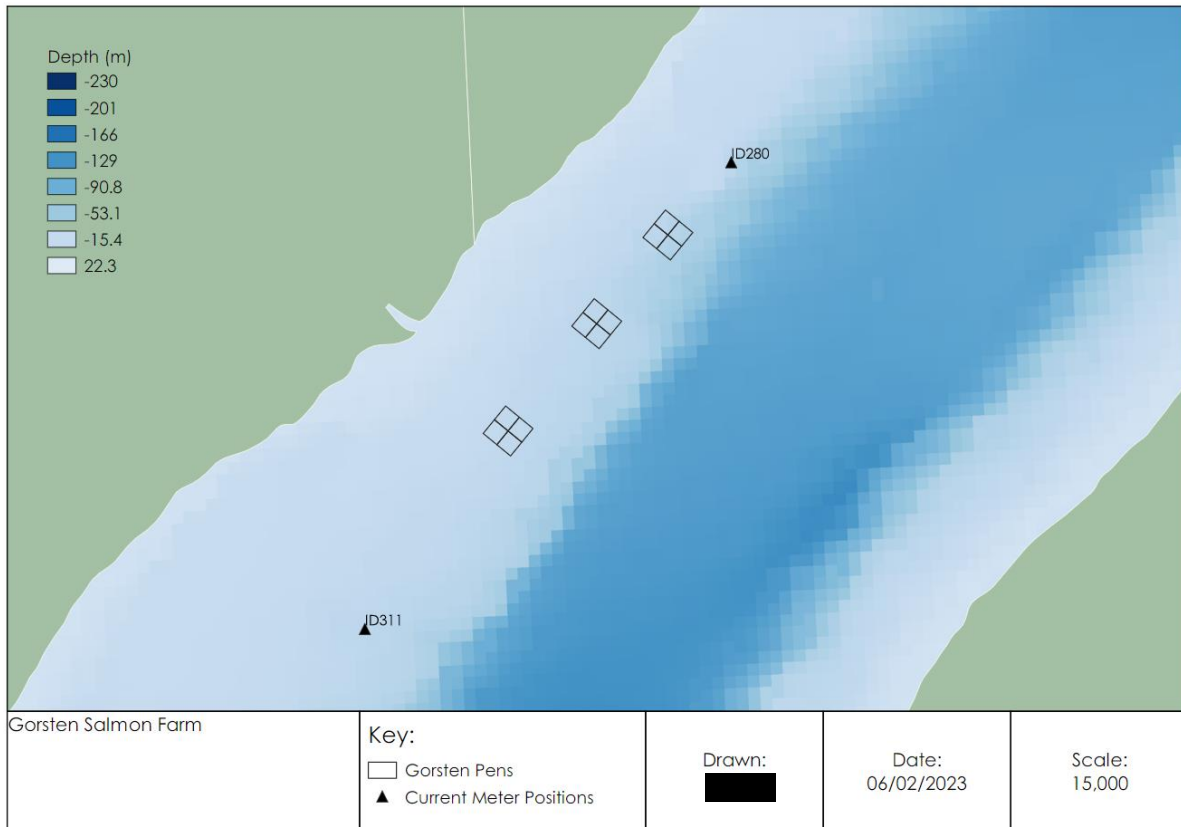 Depth (m)
-230
-201
-166
-129
-90.8
-53.1
-15.4
22.3
ID280
ID311
Gorsten Salmon Farm
Key:
Gorsten Pens
Current Meter Positions
Drawn:
Date:
06/02/2023
Scale:
15,000